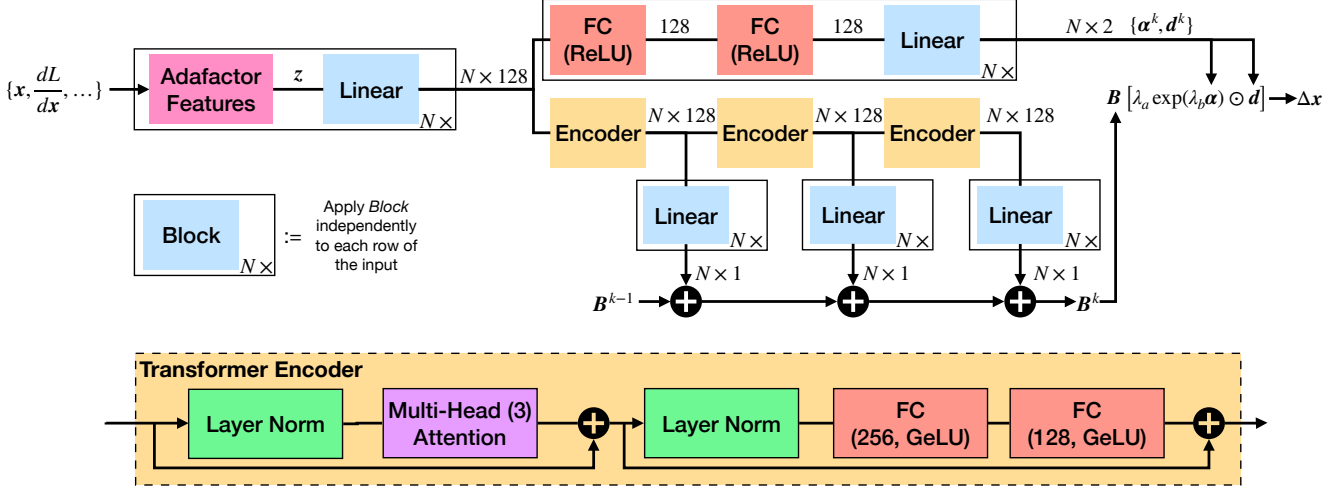 {x, dL/dx, …}
Adafactor
Features
z
Linear
N ×
N × 128
FC
(ReLU)
128
FC
(ReLU)
128
Linear
N ×
N × 2
{α^k, d^k}
Encoder
N × 128
Encoder
N × 128
Encoder
N × 128
B [λ_a exp(λ_b α) ⊙ d]
Δx
Linear
N ×
Linear
N ×
Linear
N ×
N × 1
N × 1
N × 1
B^{k−1}
B^k
Block
N ×
:=
Apply Block
independently
to each row of
the input
Transformer Encoder
Layer Norm
Multi-Head (3)
Attention
Layer Norm
FC
(256, GeLU)
FC
(128, GeLU)